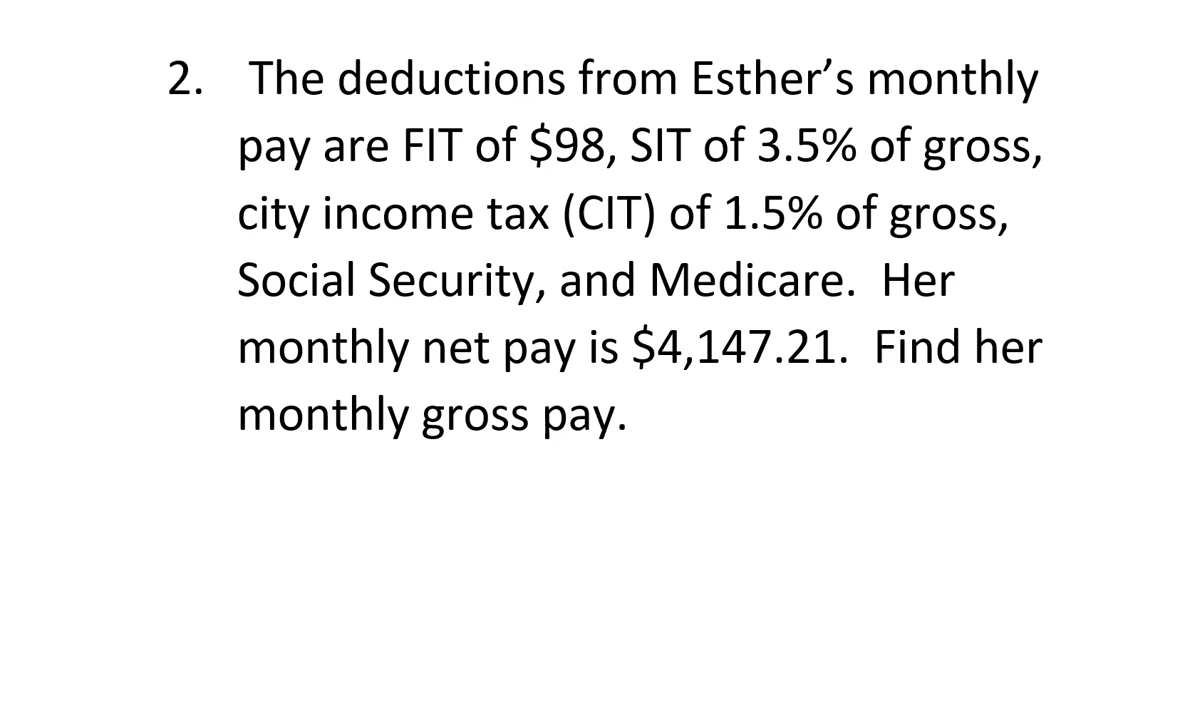 2. The deductions from Esther’s monthly
pay are FIT of $98, SIT of 3.5% of gross,
city income tax (CIT) of 1.5% of gross,
Social Security, and Medicare. Her
monthly net pay is $4,147.21. Find her
monthly gross pay.